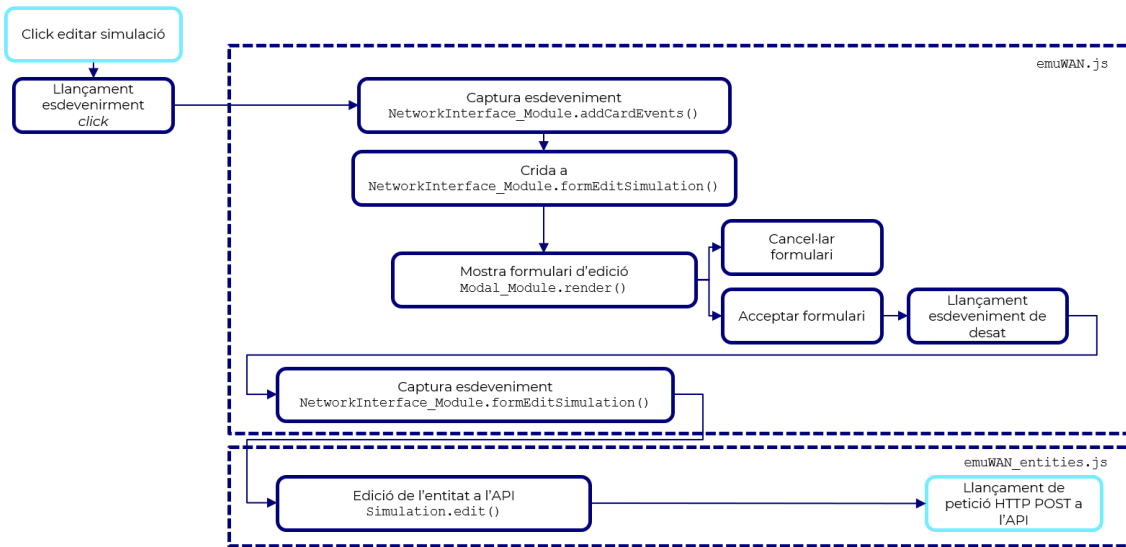 Click editar simulació
Llançament
esdevenirment
click
emuWAN.js
Captura esdeveniment
NetworkInterface_Module.addCardEvents()
Crida a
NetworkInterface_Module.formEditSimulation()
Mostra formulari d'edició
Modal_Module.render()
Cancel·lar
formulari
Acceptar formulari
Llançament
esdeveniment de
desat
Captura esdeveniment
NetworkInterface_Module.formEditSimulation()
emuWAN_entities.js
Edició de l'entitat a l'API
Simulation.edit()
Llançament de
petició HTTP POST a
l'API